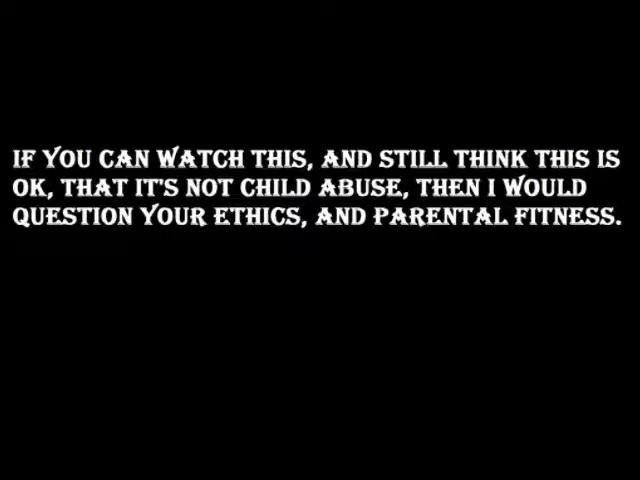 IF YOU CAN WATCH THIS, AND STILL THINK THIS IS
OK, THAT IT'S NOT CHILD ABUSE, THEN I WOULD
QUESTION YOUR ETHICS, AND PARENTAL FITNESS.